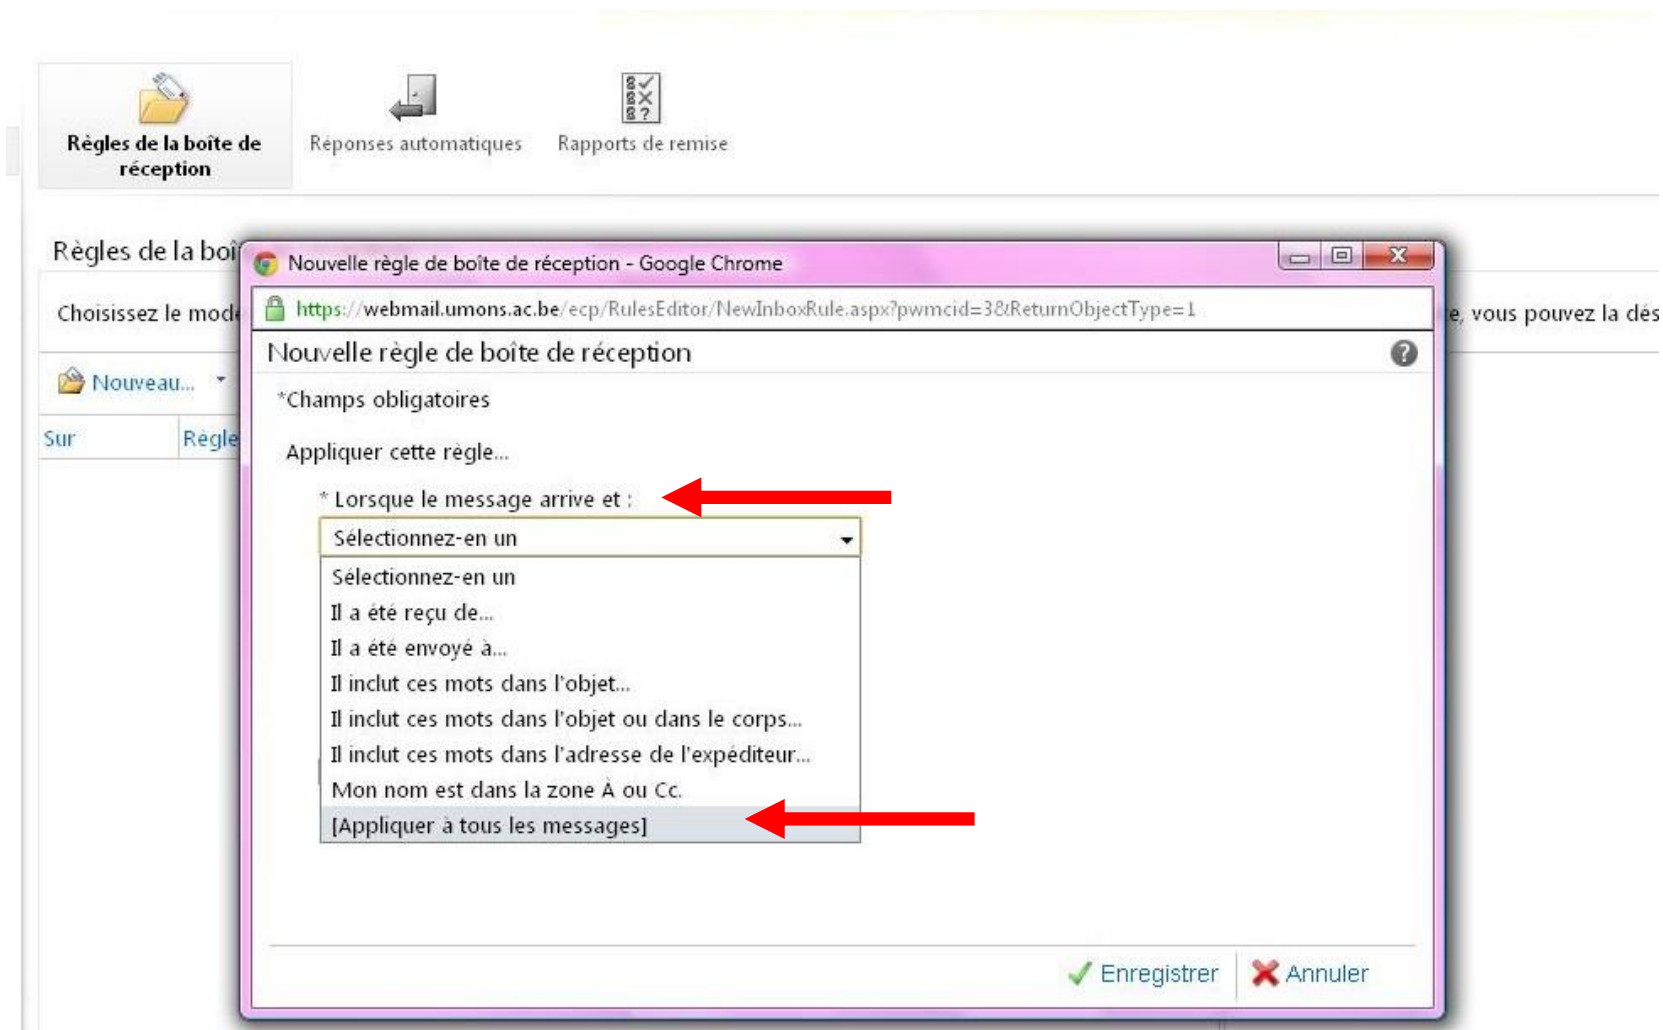 Règles de la boîte de
réception
Réponses automatiques
Rapports de remise
Règles de la boî
Nouvelle règle de boîte de réception - Google Chrome
Choisissez le mod
https://webmail.umons.ac.be/ecp/RulesEditor/NewInboxRule.aspx?pwmcid=3&ReturnObjectType=1
e, vous pouvez la dés
Nouvelle règle de boîte de réception
Nouveau...
*Champs obligatoires
Sur
Règle
Appliquer cette règle...
* Lorsque le message arrive et :
Sélectionnez-en un
Sélectionnez-en un
Il a été reçu de...
Il a été envoyé à...
Il inclut ces mots dans l'objet...
Il inclut ces mots dans l'objet ou dans le corps...
Il inclut ces mots dans l'adresse de l'expéditeur...
Mon nom est dans la zone À ou Cc.
[Appliquer à tous les messages]
Enregistrer
Annuler